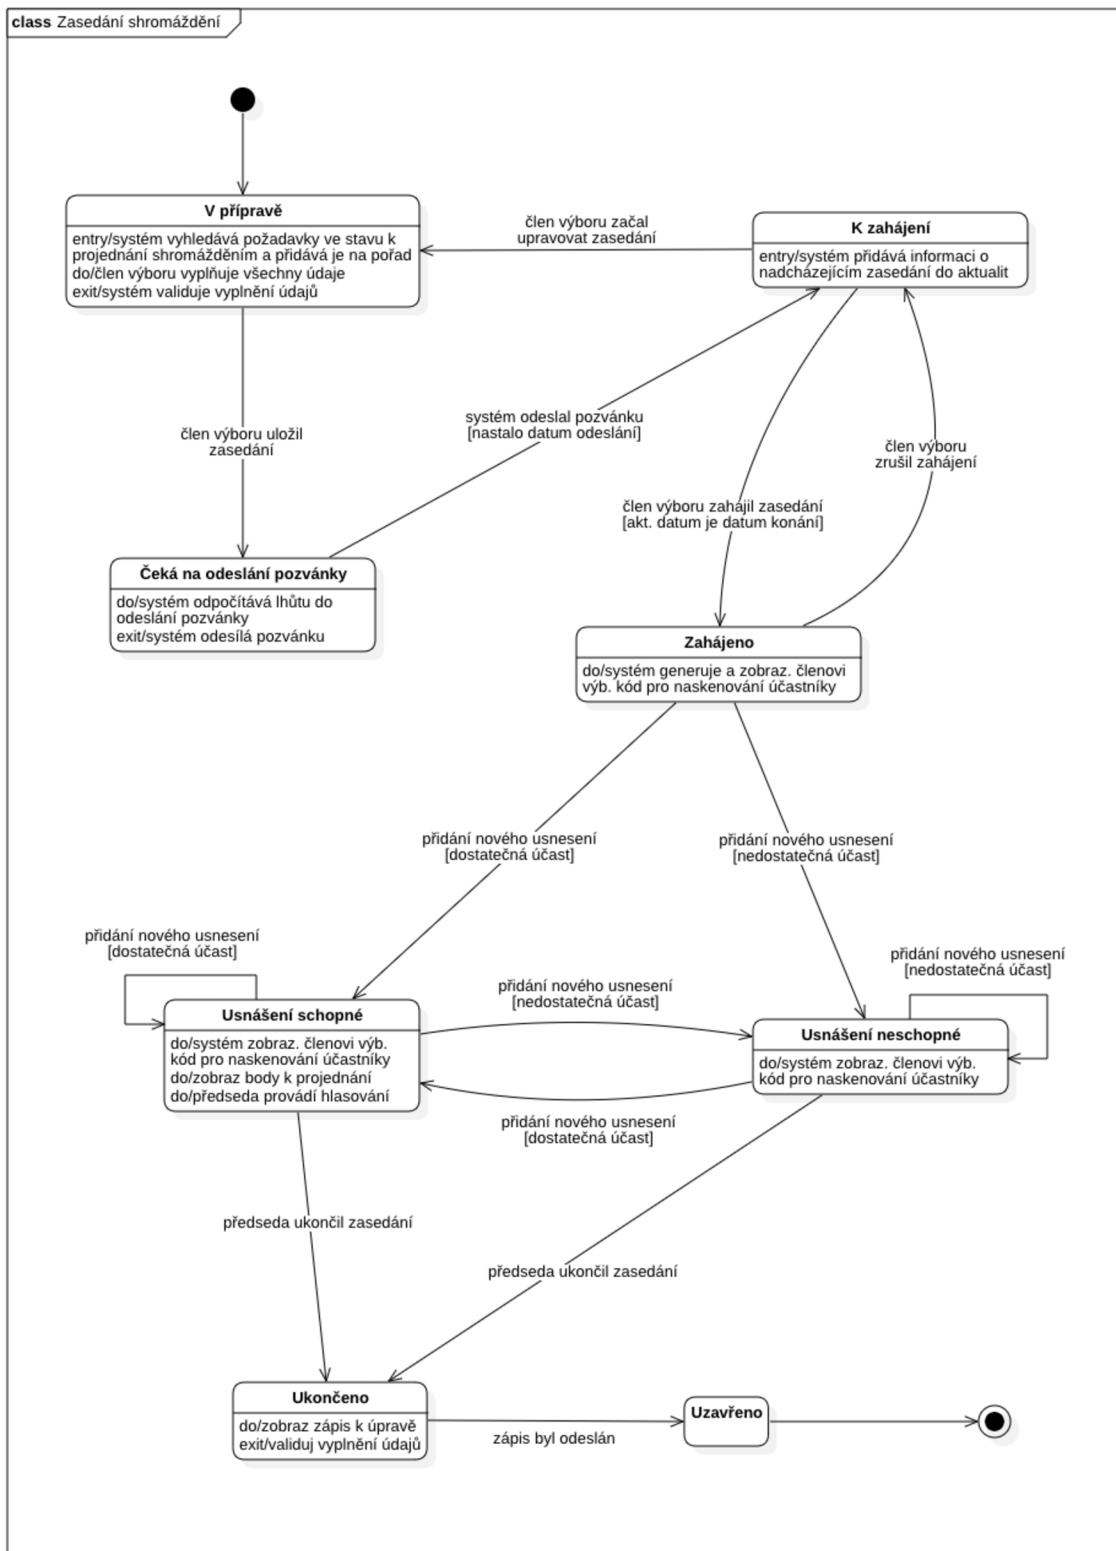 class Zasedání shromáždění
V přípravě
entry/systém vyhledává požadavky ve stavu k
projednání shromážděním a přidává je na pořad
do/člen výboru vyplňuje všechny údaje
exit/systém validuje vyplnění údajů
člen výboru začal
upravovat zasedání
K zahájení
entry/systém přidává informaci o
nadcházejícím zasedání do aktualit
člen výboru uložil
zasedání
systém odeslal pozvánku
[nastalo datum odeslání]
člen výboru
zrušil zahájení
člen výboru zahájil zasedání
[akt. datum je datum konání]
Čeká na odeslání pozvánky
do/systém odpočítává lhůtu do
odeslání pozvánky
exit/systém odesílá pozvánku
Zahájeno
do/systém generuje a zobraz. členovi
výb. kód pro naskenování účastníky
přidání nového usnesení
[dostatečná účast]
přidání nového usnesení
[nedostatečná účast]
přidání nového usnesení
[dostatečná účast]
přidání nového usnesení
[nedostatečná účast]
přidání nového usnesení
[nedostatečná účast]
Usnášení schopné
do/systém zobraz. členovi výb.
kód pro naskenování účastníky
do/zobraz body k projednání
do/předseda provádí hlasování
Usnášení neschopné
do/systém zobraz. členovi výb.
kód pro naskenování účastníky
přidání nového usnesení
[dostatečná účast]
předseda ukončil zasedání
předseda ukončil zasedání
Ukončeno
do/zobraz zápis k úpravě
exit/validuj vyplnění údajů
zápis byl odeslán
Uzavřeno